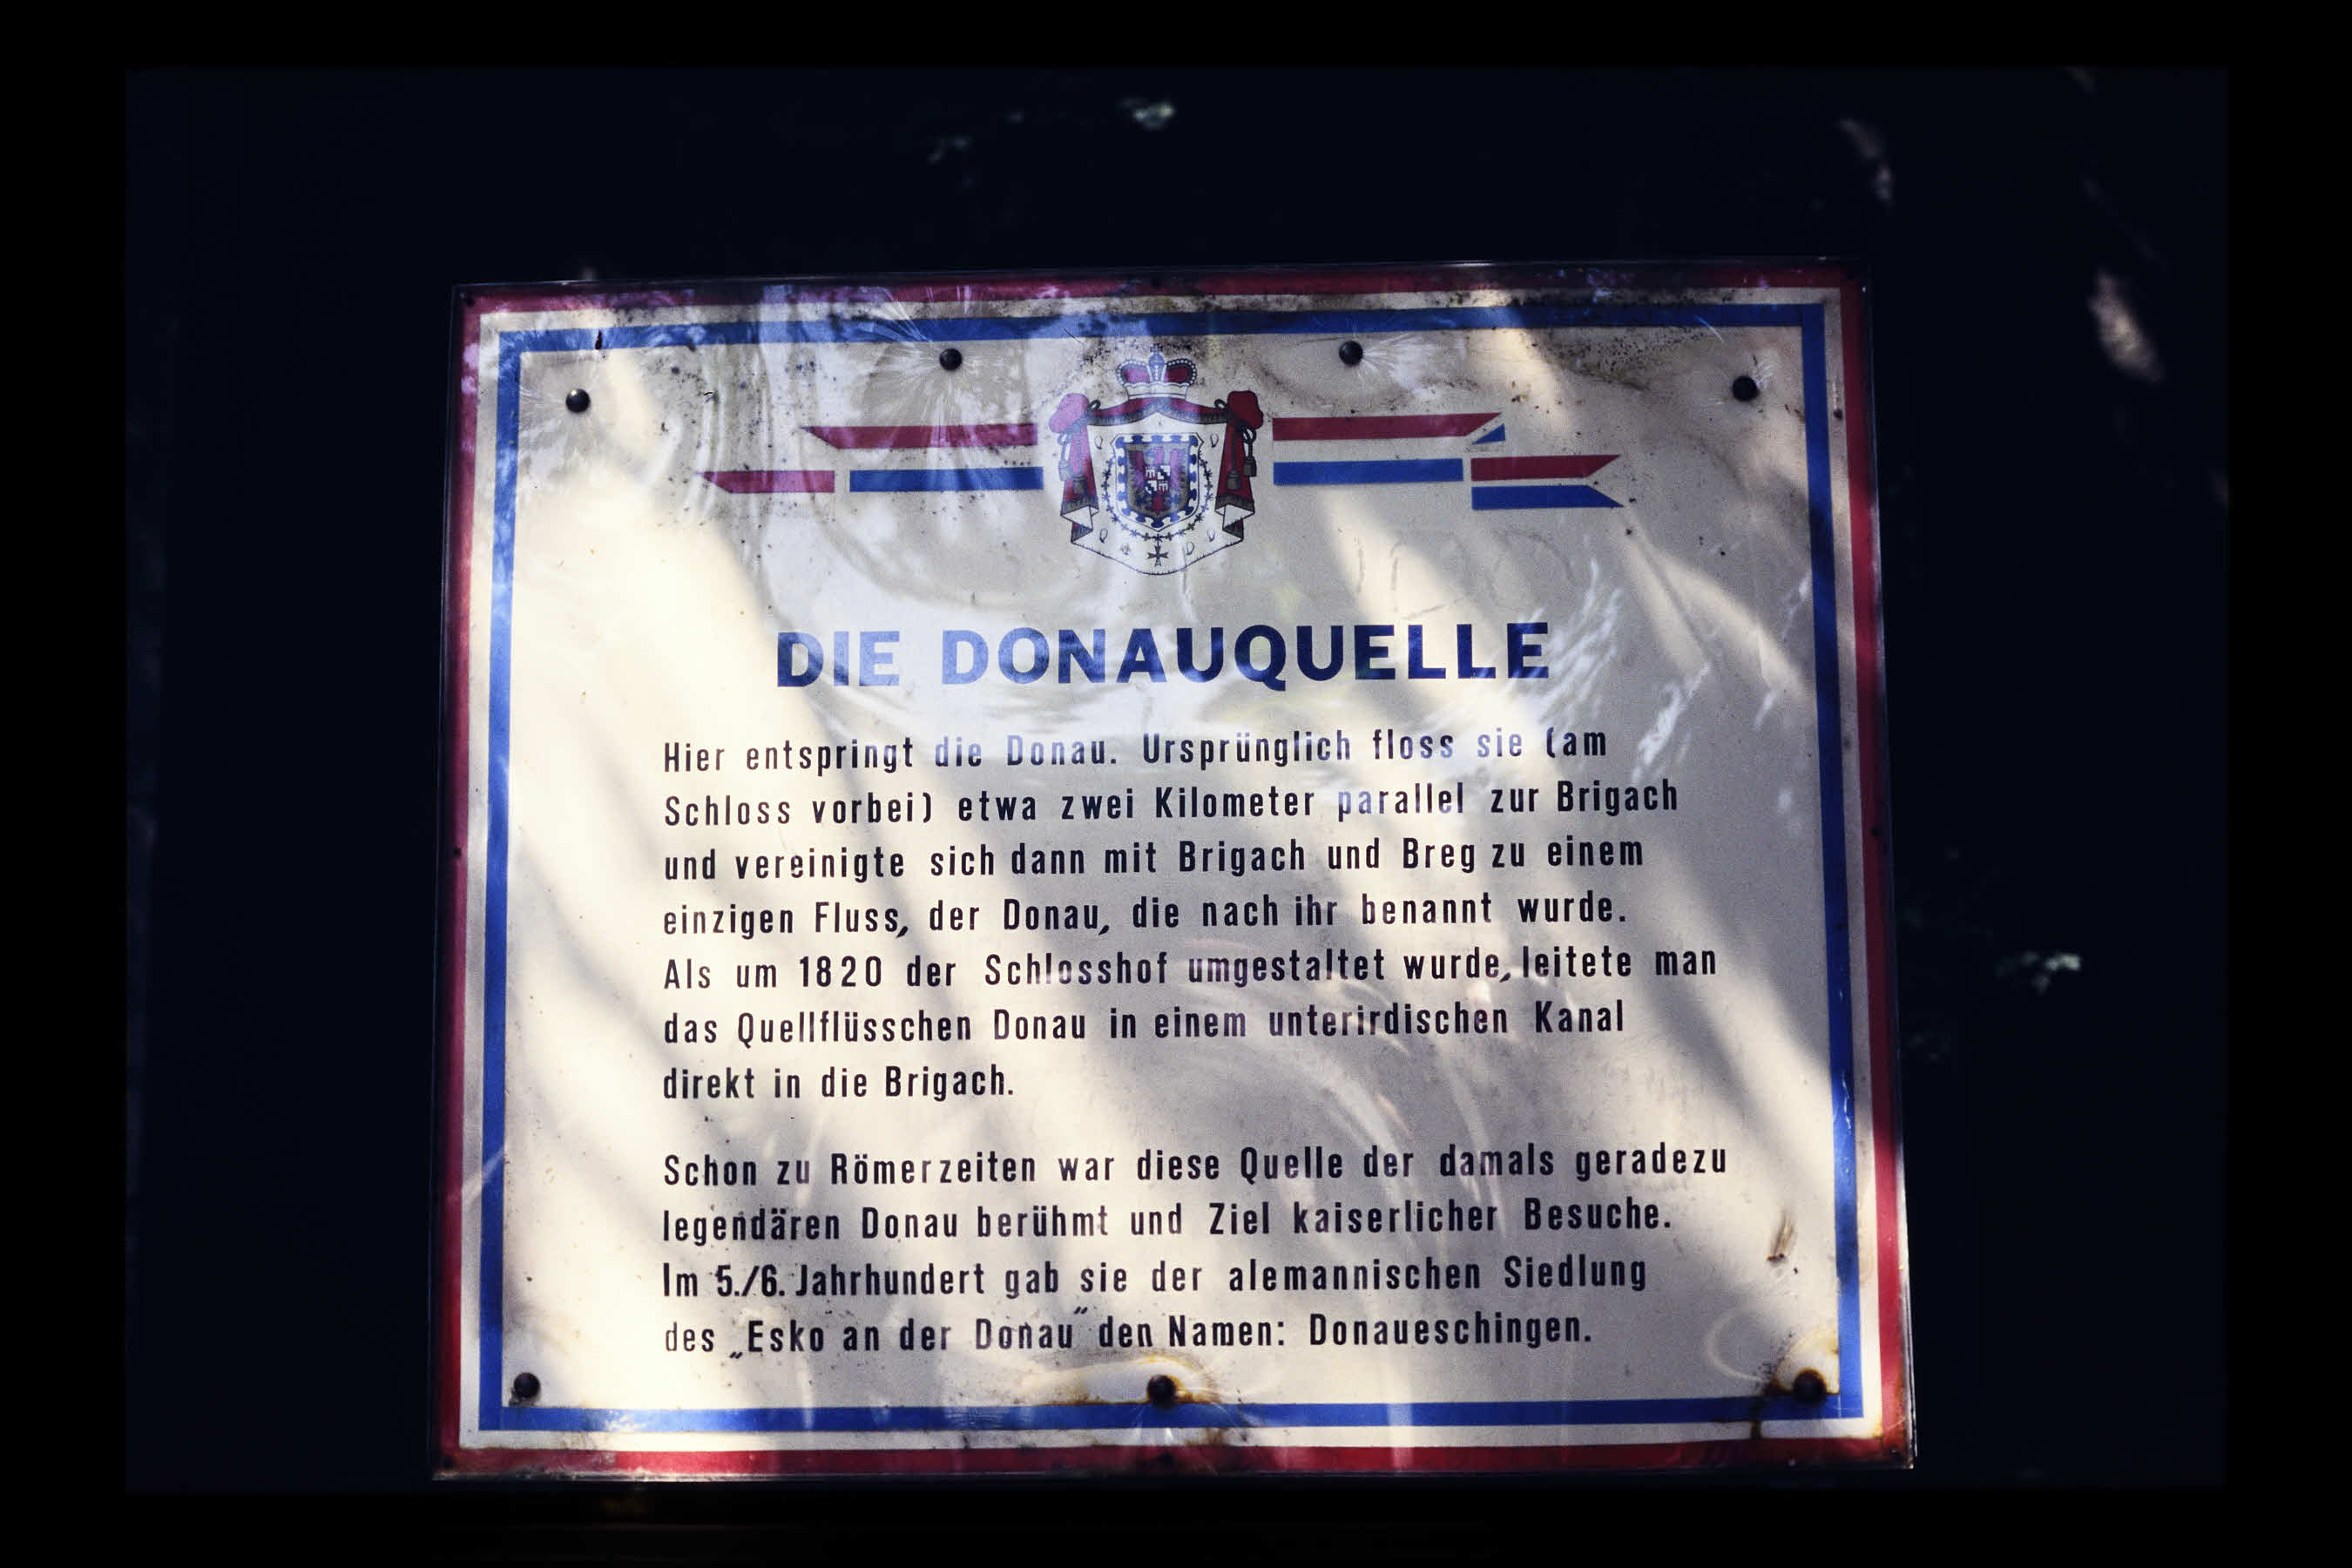 DIE DONAUQUELLE
Hier entspringt die Donau. Ursprünglich floss sie (am
Schloss vorbei) etwa zwei Kilometer parallel zur Brigach
und vereinigte sich dann mit Brigach und Breg zu einem
einzigen Fluss, der Donau, die nach ihr benannt wurde.
Als um 1820 der Schlosshof umgestaltet wurde, leitete man
das Quellflüsschen Donau in einem unterirdischen Kanal
direkt in die Brigach.
Schon zu Römerzeiten war diese Quelle der damals geradezu
legendären Donau berühmt und Ziel kaiserlicher Besuche.
Im 5./6. Jahrhundert gab sie der alemannischen Siedlung
des „Esko an der Donau” den Namen: Donaueschingen.